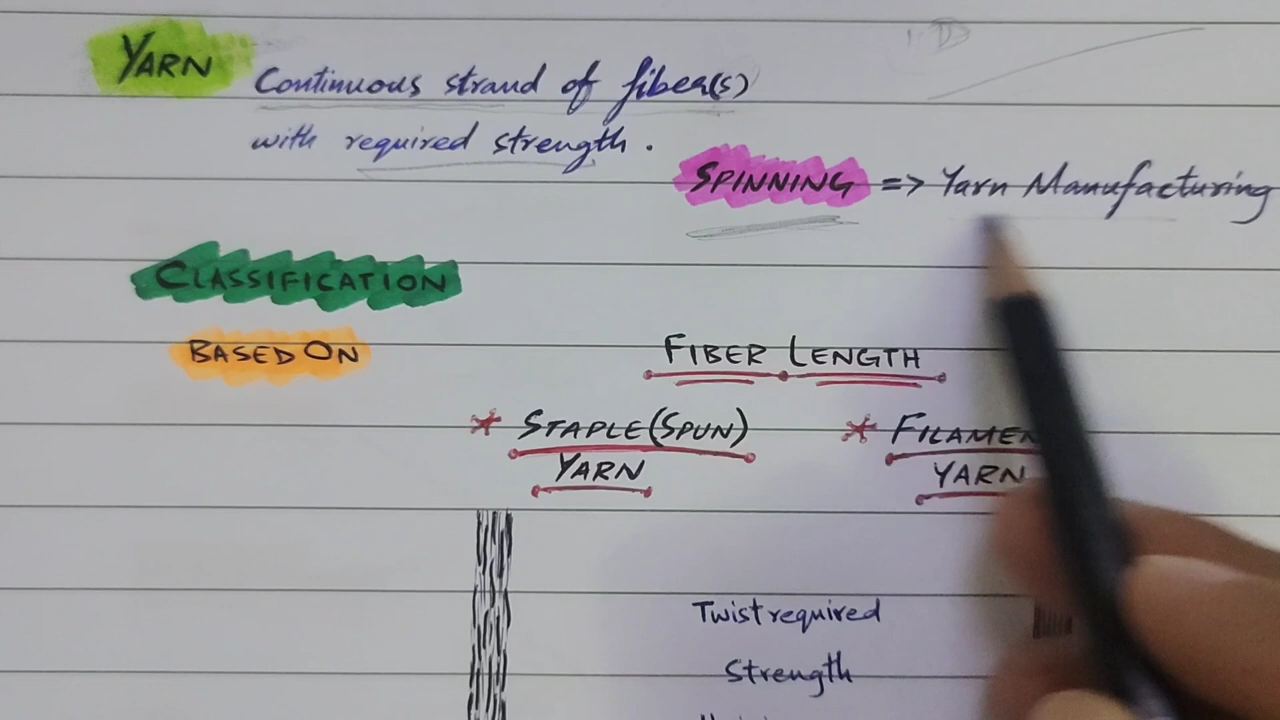 YARN
Continuous strand of fiber(s)
with required strength.
SPINNING => Yarn Manufacturing
CLASSIFICATION
BASED ON
FIBER LENGTH
* STAPLE(SPUN) YARN
* FILAMEN YARN
Twist required
Strength